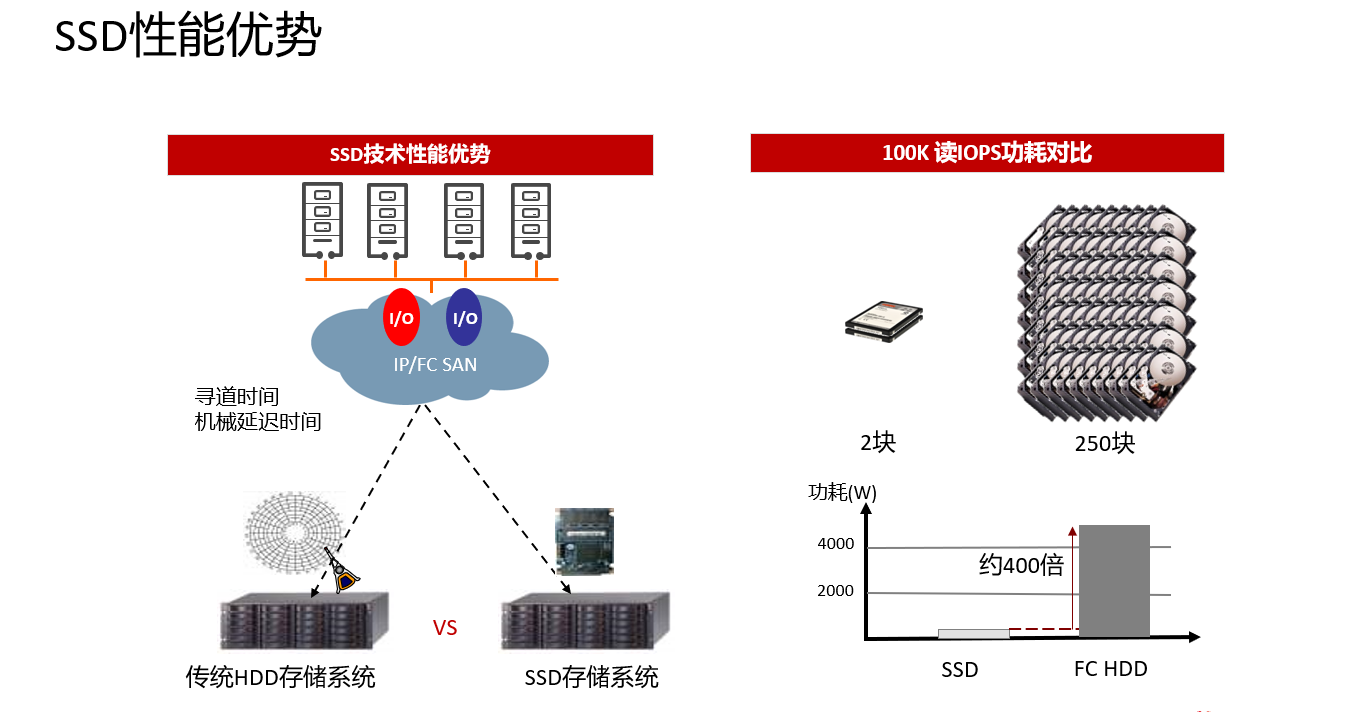 SSD性能优势
SSD技术性能优势
I/O
I/O
IP/FC SAN
寻道时间
机械延迟时间
VS
传统HDD存储系统
SSD存储系统
100K 读IOPS功耗对比
2块
250块
功耗(W)
4000
约400倍
2000
SSD
FC HDD